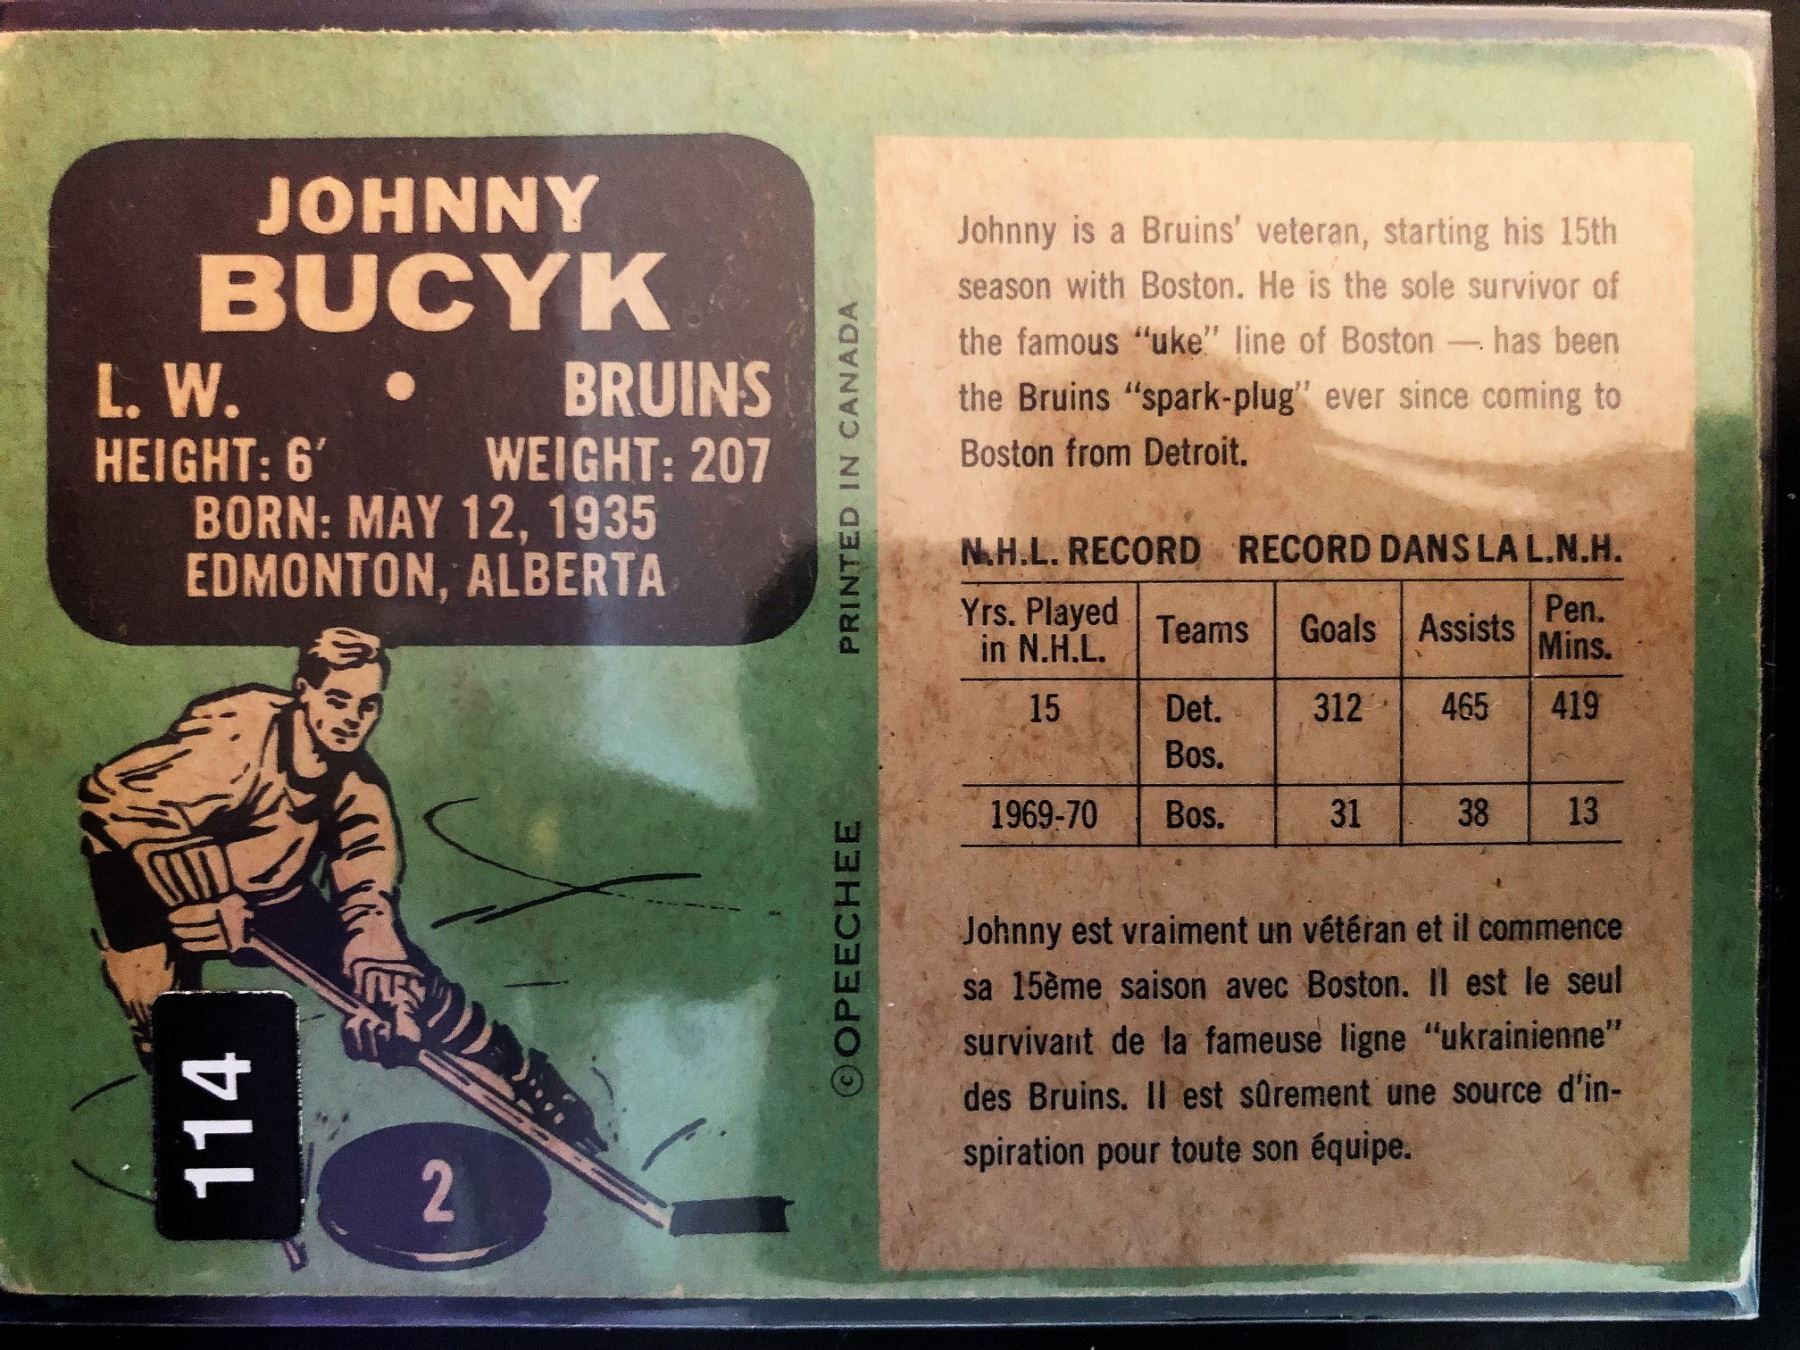 JOHNNY
BUCYK
L. W. • BRUINS
HEIGHT: 6′ WEIGHT: 207
BORN: MAY 12, 1935
EDMONTON, ALBERTA
114
2
©OPEECHEE PRINTED IN CANADA
Johnny is a Bruins' veteran, starting his 15th
season with Boston. He is the sole survivor of
the famous "uke" line of Boston — has been
the Bruins "spark-plug" ever since coming to
Boston from Detroit.
N.H.L. RECORD RECORD DANS LA L.N.H.
Yrs. Played in N.H.L. Teams Goals Assists Pen. Mins.
15 Det. 312 465 419
Bos.
1969-70 Bos. 31 38 13
Johnny est vraiment un vétéran et il commence
sa 15ème saison avec Boston. Il est le seul
survivant de la fameuse ligne "ukrainienne"
des Bruins. Il est sûrement une source d'in-
spiration pour toute son équipe.